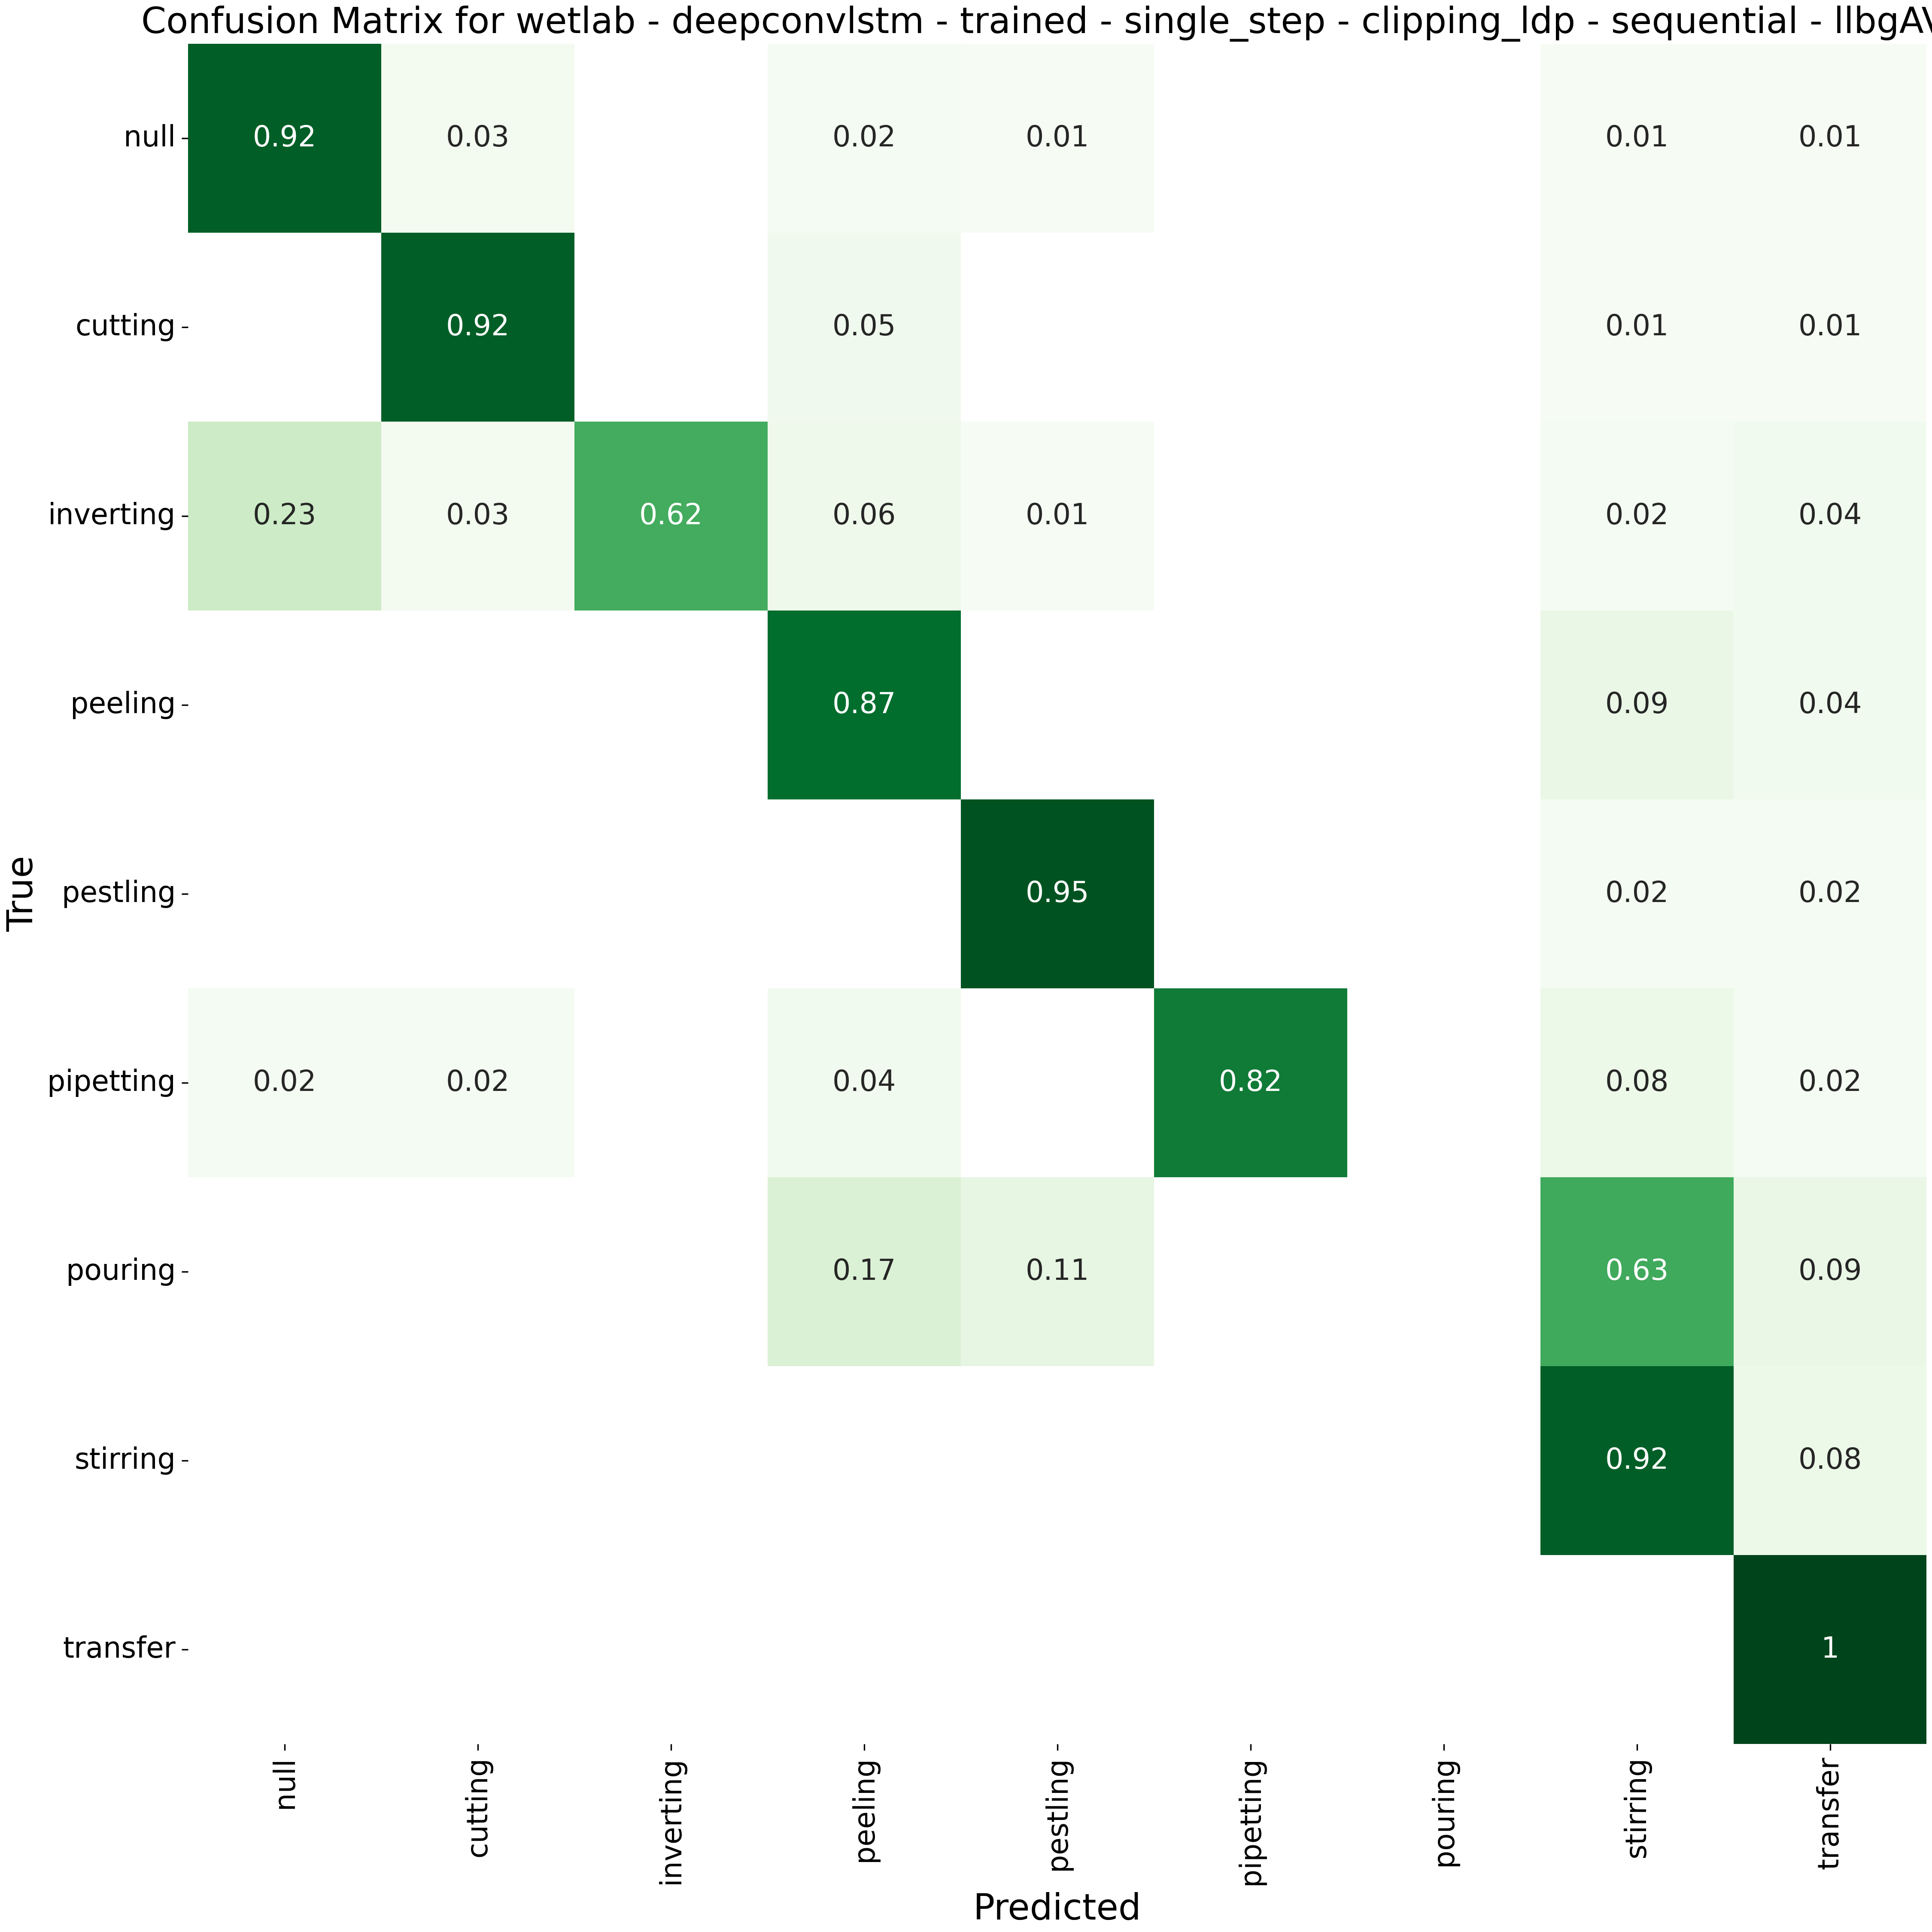 Confusion Matrix for wetlab - deepconvlstm - trained - single_step - clipping_ldp - sequential - llbgAV
null 0.92 0.03 0.02 0.01 0.01 0.01
cutting 0.92 0.05 0.01 0.01
inverting 0.23 0.03 0.62 0.06 0.01 0.02 0.04
peeling 0.87 0.09 0.04
pestling 0.95 0.02 0.02
pipetting 0.02 0.02 0.04 0.82 0.08 0.02
pouring 0.17 0.11 0.63 0.09
stirring 0.92 0.08
transfer 1
True
null cutting inverting peeling pestling pipetting pouring stirring transfer
Predicted